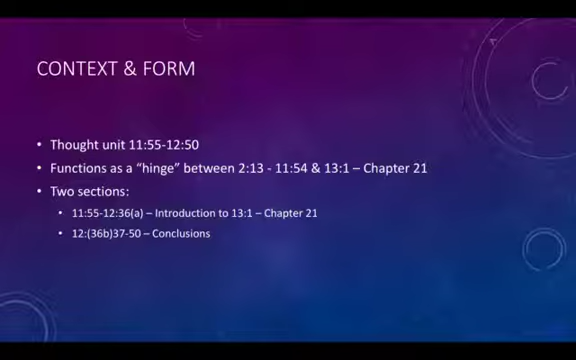 CONTEXT & FORM
• Thought unit 11:55-12:50
• Functions as a “hinge” between 2:13 - 11:54 & 13:1 – Chapter 21
• Two sections:
• 11:55-12:36(a) – Introduction to 13:1 – Chapter 21
• 12:(36b)37-50 – Conclusions